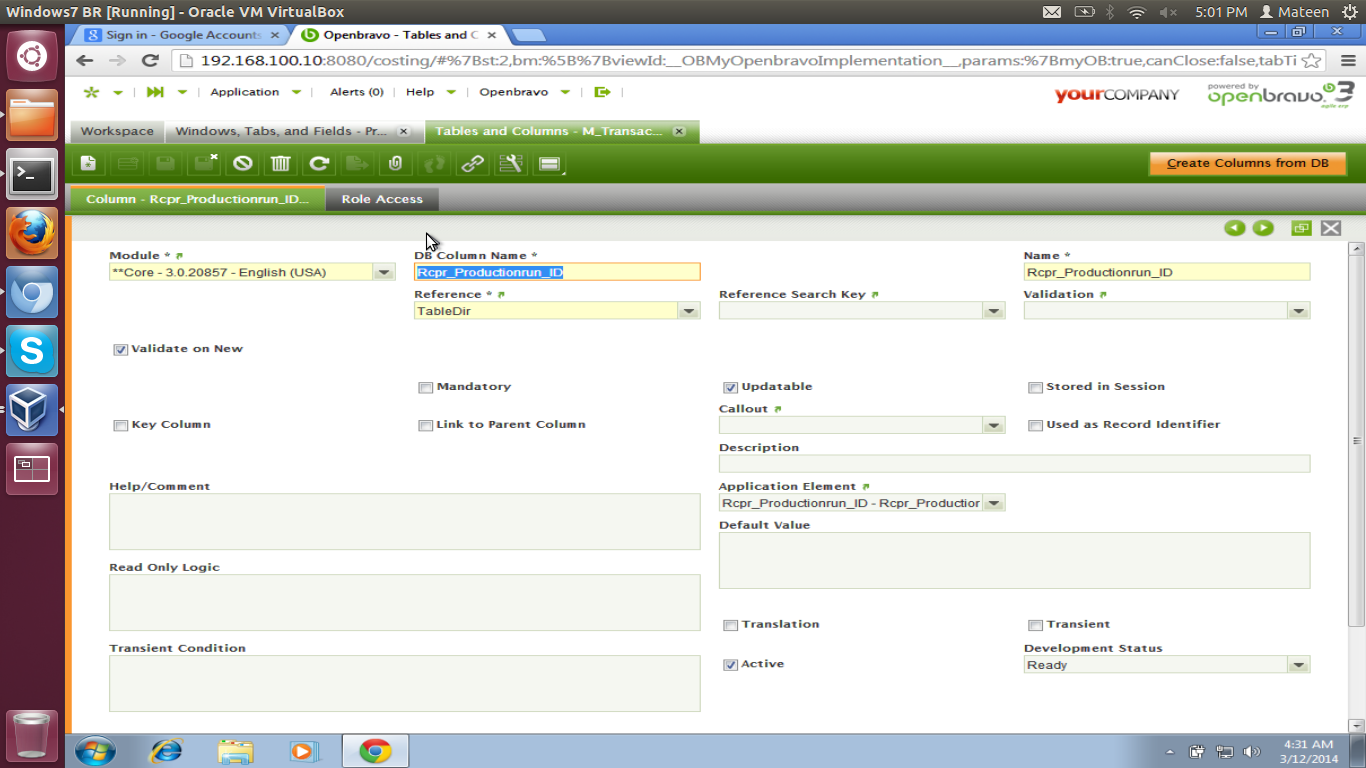 Windows7 BR [Running] - Oracle VM VirtualBox
5:01 PM Mateen
Sign in - Google Accounts
Openbravo - Tables and C
192.168.100.10:8080/costing/#%7Bst:2,bm:%5B%7BviewId:__OBMyOpenbravoImplementation__,params:%7BmyOB:true,canClose:false,tabTi
Application Alerts (0) Help Openbravo
yourCOMPANY
powered by
openbravo 3
agile erp
Workspace
Windows, Tabs, and Fields - Pr...
Tables and Columns - M_Transac...
Create Columns from DB
Column - Rcpr_Productionrun_ID...
Role Access
Module * DB Column Name * Name *
**Core - 3.0.20857 - English (USA) Rcpr_Productionrun_ID Rcpr_Productionrun_ID
Reference * Reference Search Key Validation
TableDir
Validate on New
Mandatory Updatable Stored in Session
Callout
Key Column Link to Parent Column Used as Record Identifier
Description
Help/Comment Application Element
Rcpr_Productionrun_ID - Rcpr_Production
Default Value
Read Only Logic
Translation Transient
Transient Condition Development Status
Active Ready
4:31 AM
3/12/2014